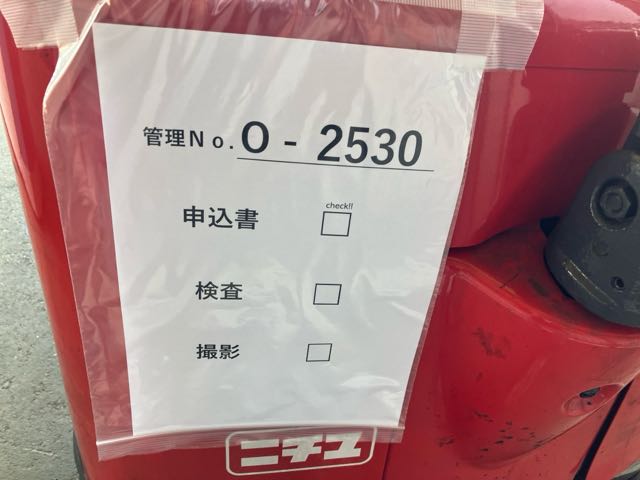 管理No. O - 2530
check!!
申込書 □
検査 □
撮影 □
ニチユ